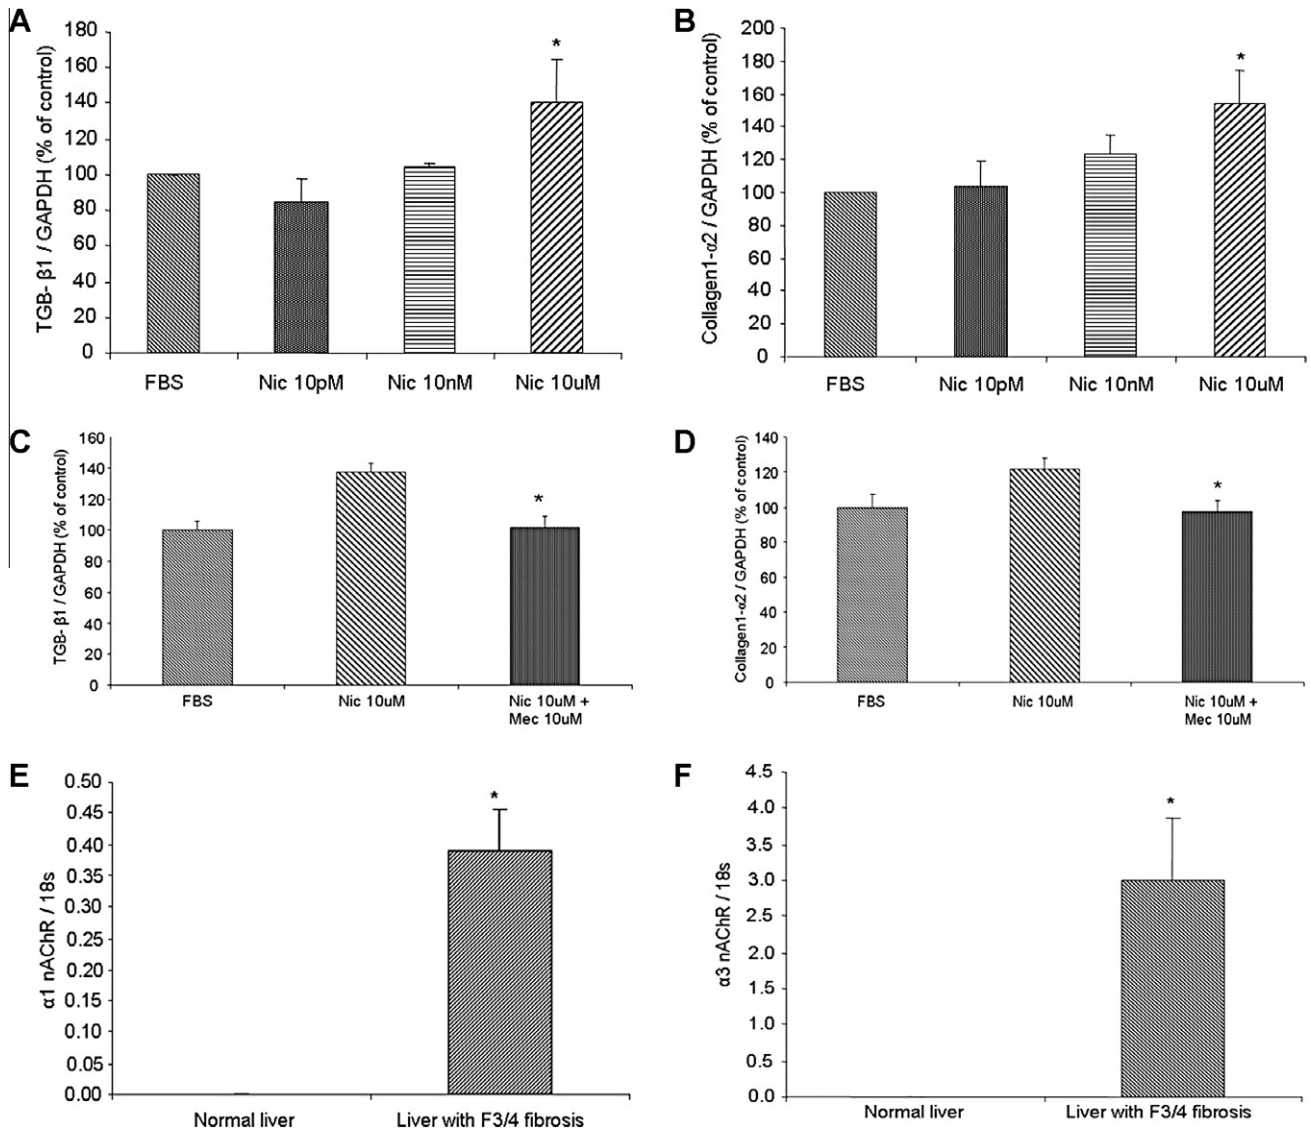 A
TGB- β1 / GAPDH (% of control)
180
160
140
120
100
80
60
40
20
0
*
FBS
Nic 10pM
Nic 10nM
Nic 10uM
B
Collagen1-α2 / GAPDH (% of control)
200
180
160
140
120
100
80
60
40
20
0
*
FBS
Nic 10pM
Nic 10nM
Nic 10uM
C
TGB- β1 / GAPDH (% of control)
160
140
120
100
80
60
40
20
0
*
FBS
Nic 10uM
Nic 10uM +
Mec 10uM
D
Collagen1-α2 / GAPDH (% of control)
140
120
100
80
60
40
20
0
*
FBS
Nic 10uM
Nic 10uM +
Mec 10uM
E
α1 nAChR / 18s
0.50
0.45
0.40
0.35
0.30
0.25
0.20
0.15
0.10
0.05
0.00
*
Normal liver
Liver with F3/4 fibrosis
F
α3 nAChR / 18s
4.5
4.0
3.5
3.0
2.5
2.0
1.5
1.0
0.5
0.0
*
Normal liver
Liver with F3/4 fibrosis